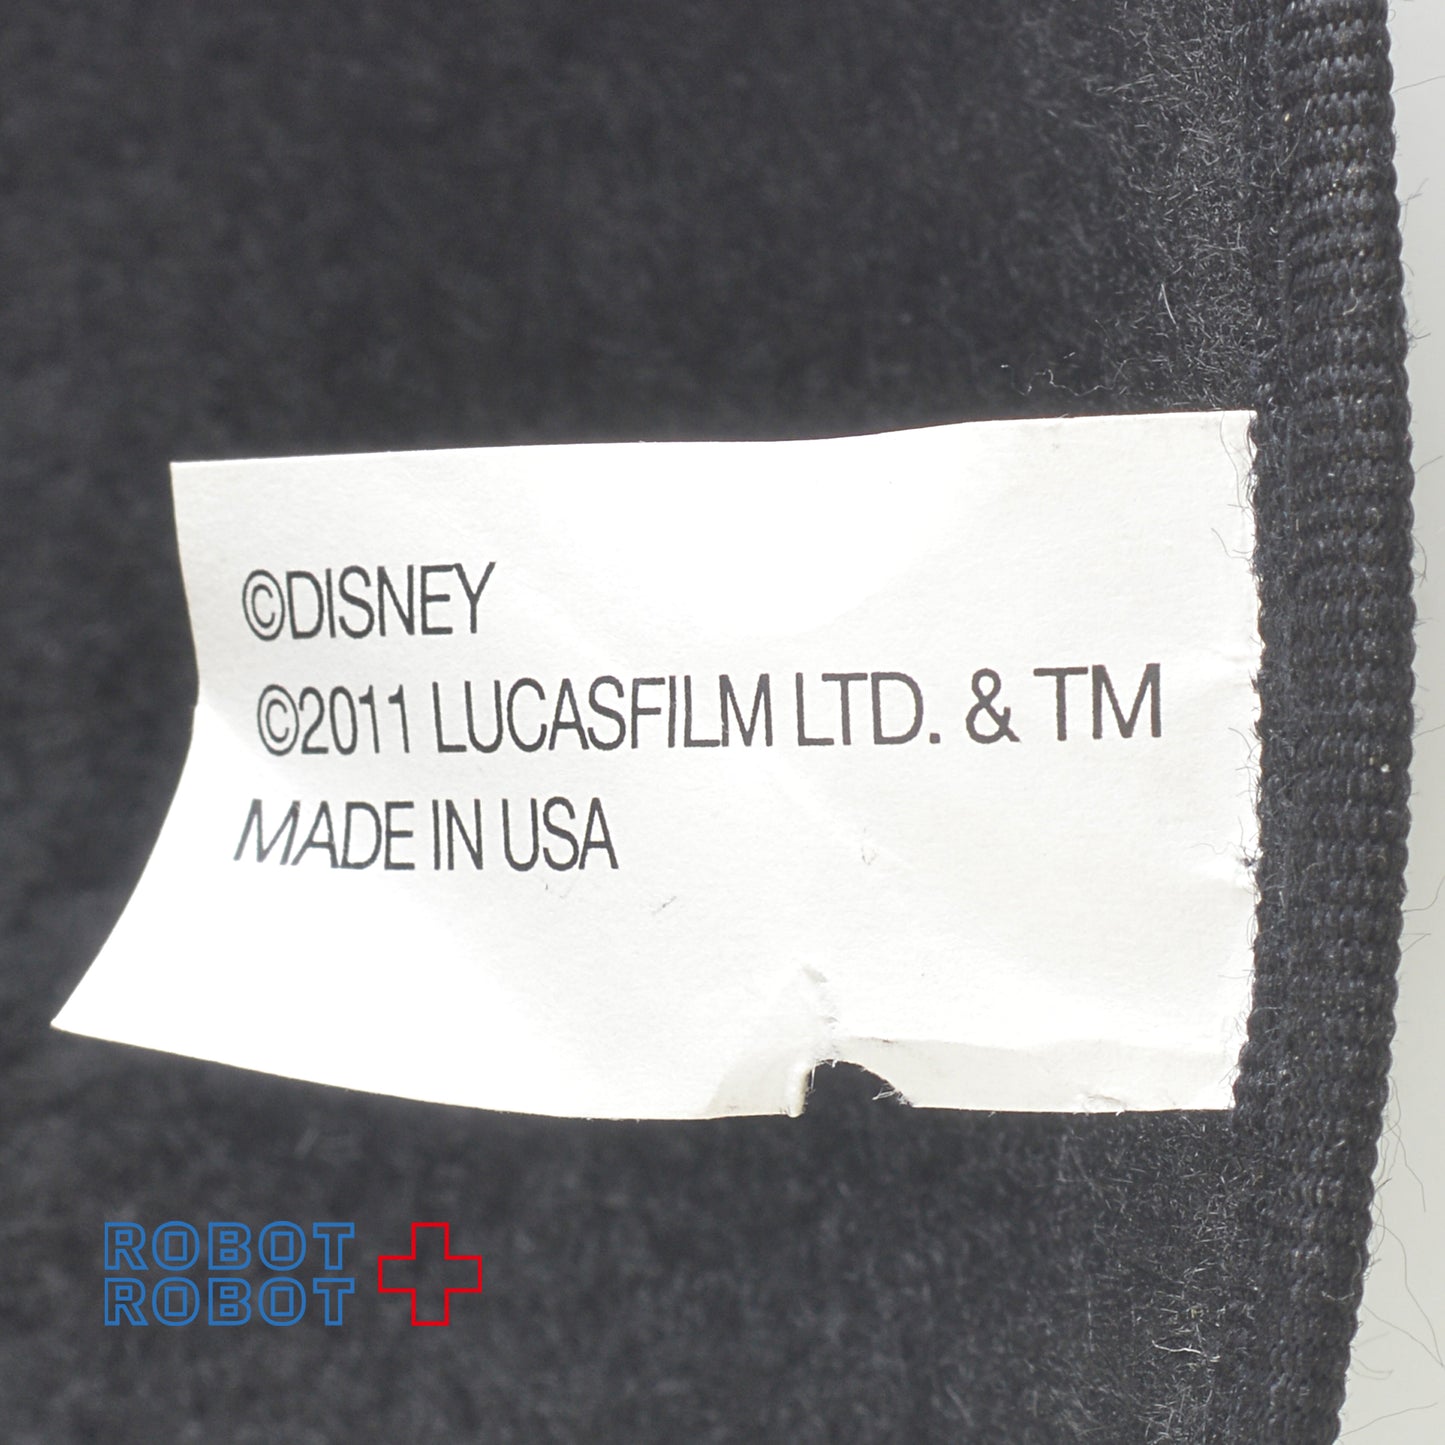 ©DISNEY
©2011 LUCASFILM LTD. & TM
MADE IN USA
ROBOT
ROBOT